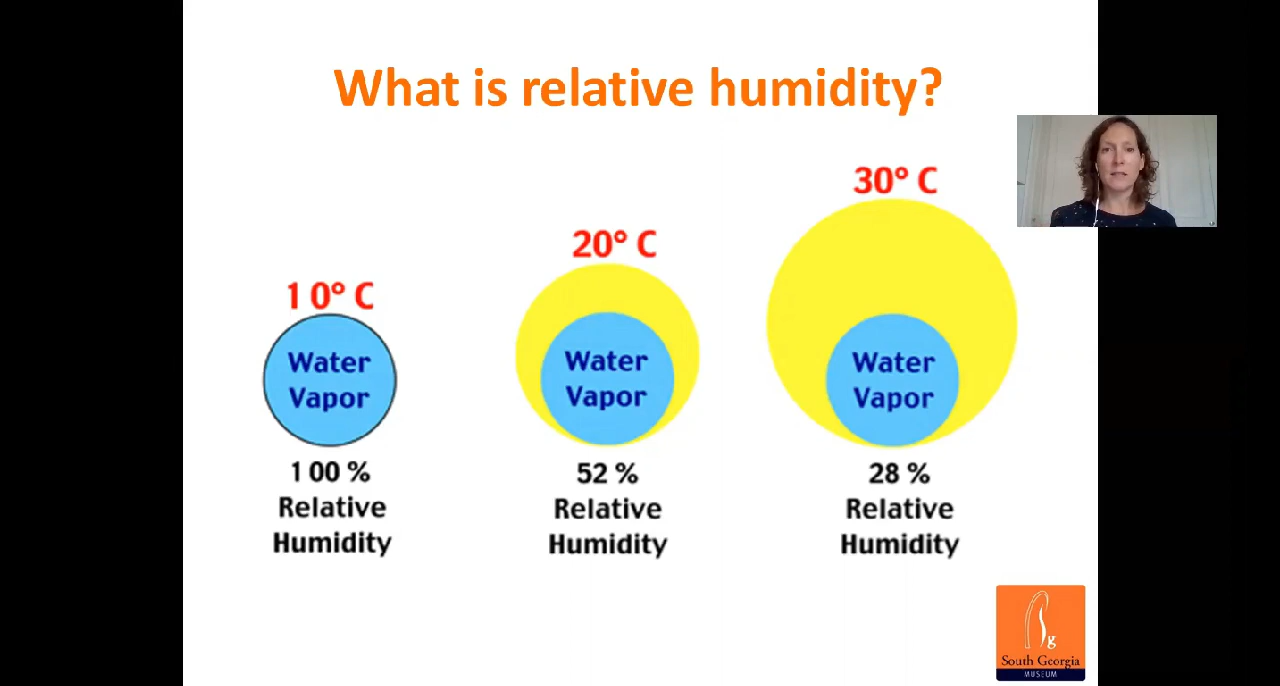 What is relative humidity?
10° C
Water
Vapor
100 %
Relative
Humidity
20° C
Water
Vapor
52 %
Relative
Humidity
30° C
Water
Vapor
28 %
Relative
Humidity
g
South Georgia
MUSEUM